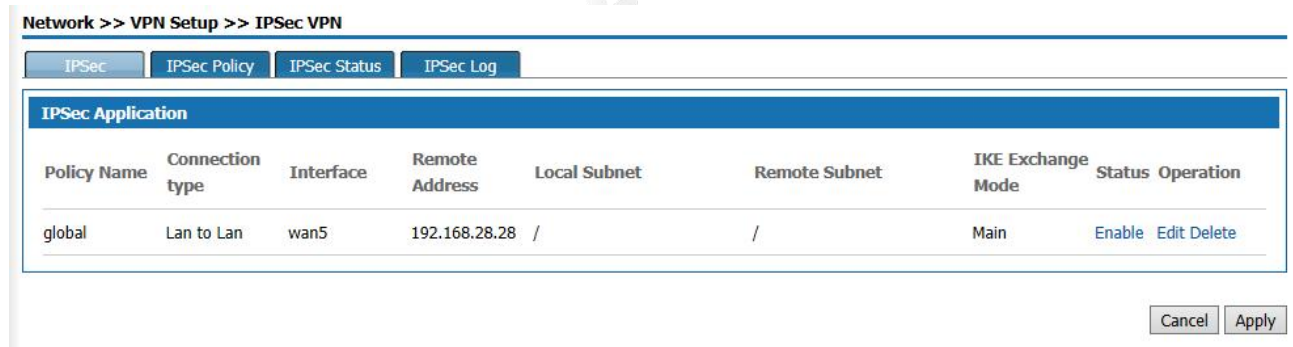 Network >> VPN Setup >> IPSec VPN
IPSec IPSec Policy IPSec Status IPSec Log
IPSec Application
Policy Name Connection type Interface Remote Address Local Subnet Remote Subnet IKE Exchange Mode Status Operation
global Lan to Lan wan5 192.168.28.28 / / Main Enable Edit Delete
Cancel Apply